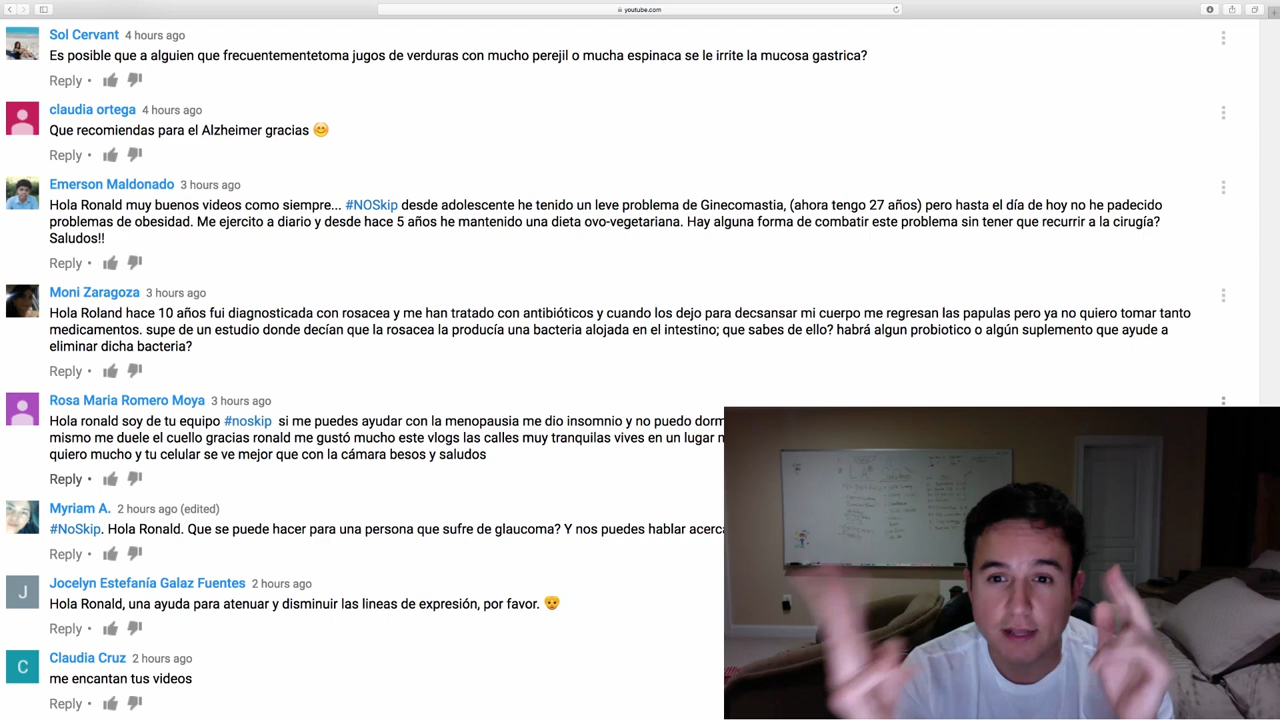 youtube.com
Sol Cervant 4 hours ago
Es posible que a alguien que frecuentementetoma jugos de verduras con mucho perejil o mucha espinaca se le irrite la mucosa gastrica?
Reply •
claudia ortega 4 hours ago
Que recomiendas para el Alzheimer gracias 😊
Reply •
Emerson Maldonado 3 hours ago
Hola Ronald muy buenos videos como siempre... #NOSkip desde adolescente he tenido un leve problema de Ginecomastia, (ahora tengo 27 años) pero hasta el día de hoy no he padecido
problemas de obesidad. Me ejercito a diario y desde hace 5 años he mantenido una dieta ovo-vegetariana. Hay alguna forma de combatir este problema sin tener que recurrir a la cirugía?
Saludos!!
Reply •
Moni Zaragoza 3 hours ago
Hola Roland hace 10 años fui diagnosticada con rosacea y me han tratado con antibióticos y cuando los dejo para decsansar mi cuerpo me regresan las papulas pero ya no quiero tomar tanto
medicamentos. supe de un estudio donde decían que la rosacea la producía una bacteria alojada en el intestino; que sabes de ello? habrá algun probiotico o algún suplemento que ayude a
eliminar dicha bacteria?
Reply •
Rosa Maria Romero Moya 3 hours ago
Hola ronald soy de tu equipo #noskip si me puedes ayudar con la menopausia me dio insomnio y no puedo dorm
mismo me duele el cuello gracias ronald me gustó mucho este vlogs las calles muy tranquilas vives en un lugar
quiero mucho y tu celular se ve mejor que con la cámara besos y saludos
Reply •
Myriam A. 2 hours ago (edited)
#NoSkip. Hola Ronald. Que se puede hacer para una persona que sufre de glaucoma? Y nos puedes hablar acerca
Reply •
J
Jocelyn Estefanía Galaz Fuentes 2 hours ago
Hola Ronald, una ayuda para atenuar y disminuir las lineas de expresión, por favor.
Reply •
C
Claudia Cruz 2 hours ago
me encantan tus videos
Reply •